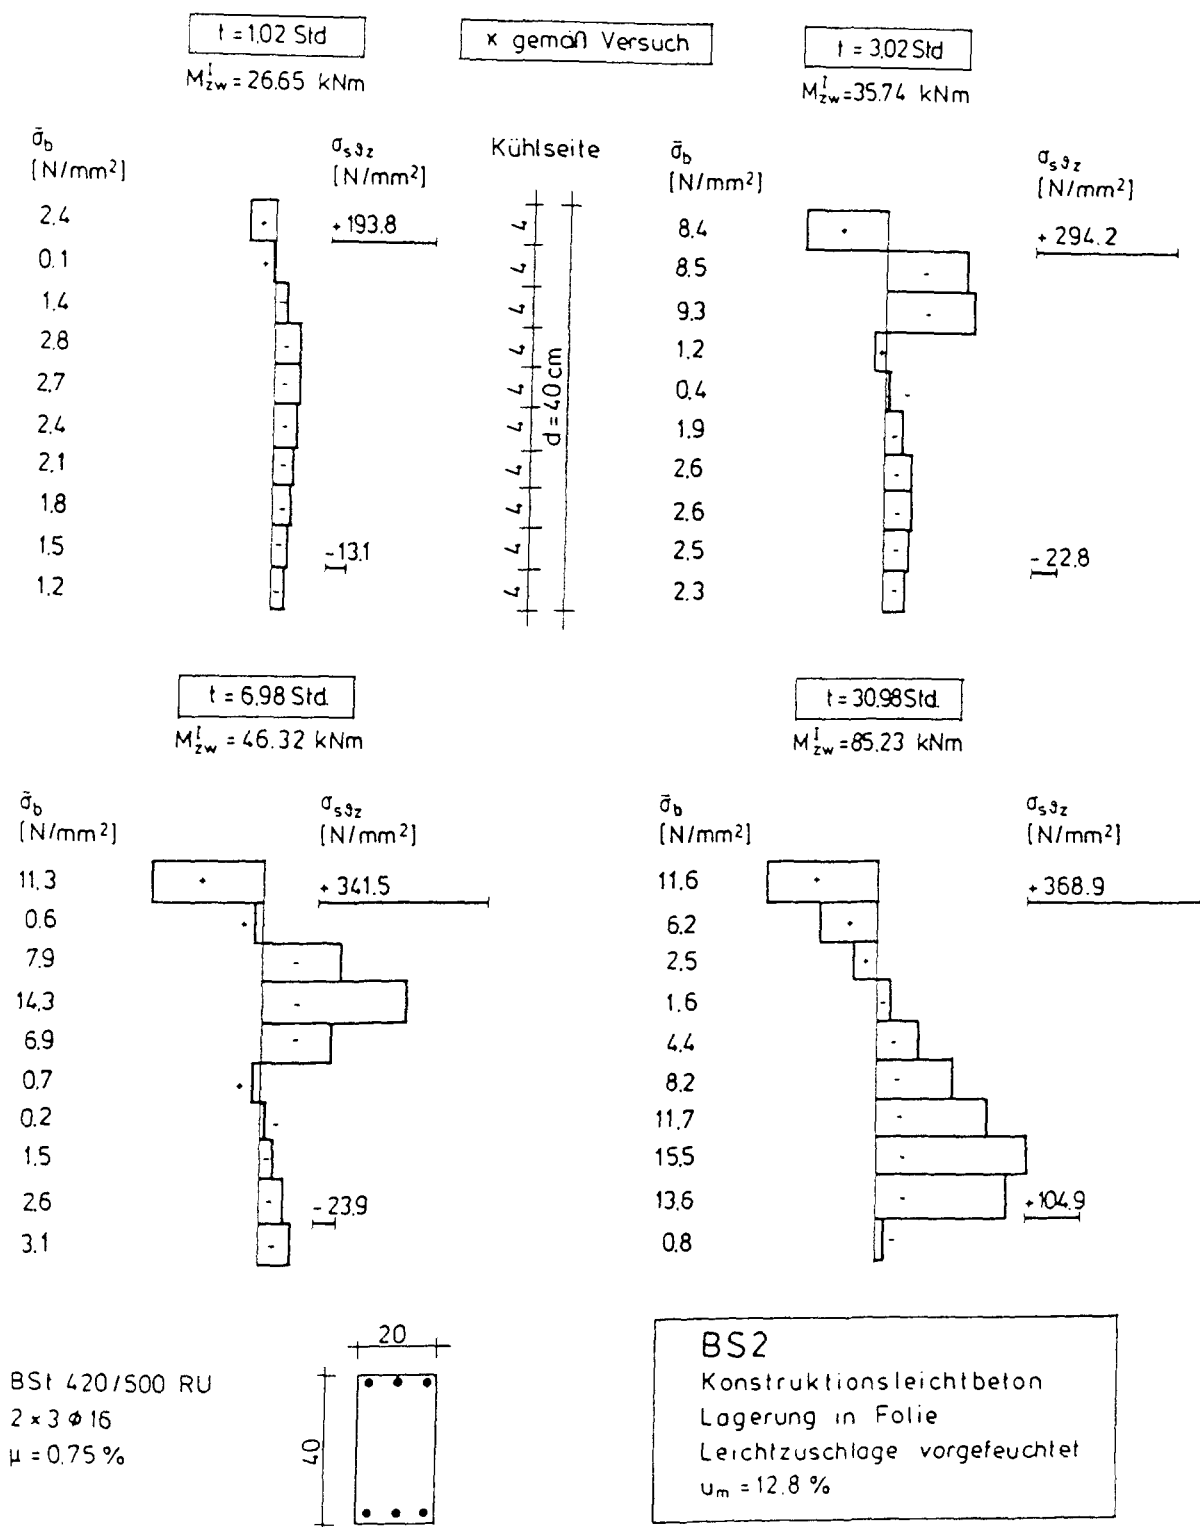 t = 1,02 Std
M^I_zw = 26.65 kNm
x gemäß Versuch
t = 3,02 Std
M^I_zw = 35.74 kNm
σ̄_b
[N/mm²]
σ_sϑz
[N/mm²]
2.4
+ 193.8
0.1
+
1.4
-
2.8
-
2.7
-
2.4
-
2.1
-
1.8
-
1.5
-
- 13.1
1.2
-
Kühlseite
4
4
4
4
4
4
4
4
4
4
d = 40 cm
σ̄_b
[N/mm²]
σ_sϑz
[N/mm²]
8.4
+
+ 294.2
8.5
-
9.3
-
1.2
+
0.4
-
1.9
-
2.6
-
2.6
-
2.5
-
- 22.8
2.3
-
t = 6,98 Std.
M^I_zw = 46.32 kNm
σ̄_b
[N/mm²]
σ_sϑz
[N/mm²]
11.3
+
+ 341.5
0.6
+
7.9
-
14.3
-
6.9
-
0.7
+
0.2
-
1.5
-
2.6
-
- 23.9
3.1
-
t = 30.98 Std.
M^I_zw = 85.23 kNm
σ̄_b
[N/mm²]
σ_sϑz
[N/mm²]
11.6
+
+ 368.9
6.2
+
2.5
+
1.6
-
4.4
-
8.2
-
11.7
-
15.5
-
13.6
-
+ 104.9
0.8
-
BSt 420/500 RU
2 × 3 ϕ 16
μ = 0,75 %
20
40
BS2
Konstruktionsleichtbeton
Lagerung in Folie
Leichtzuschlage vorgefeuchtet
u_m = 12.8 %